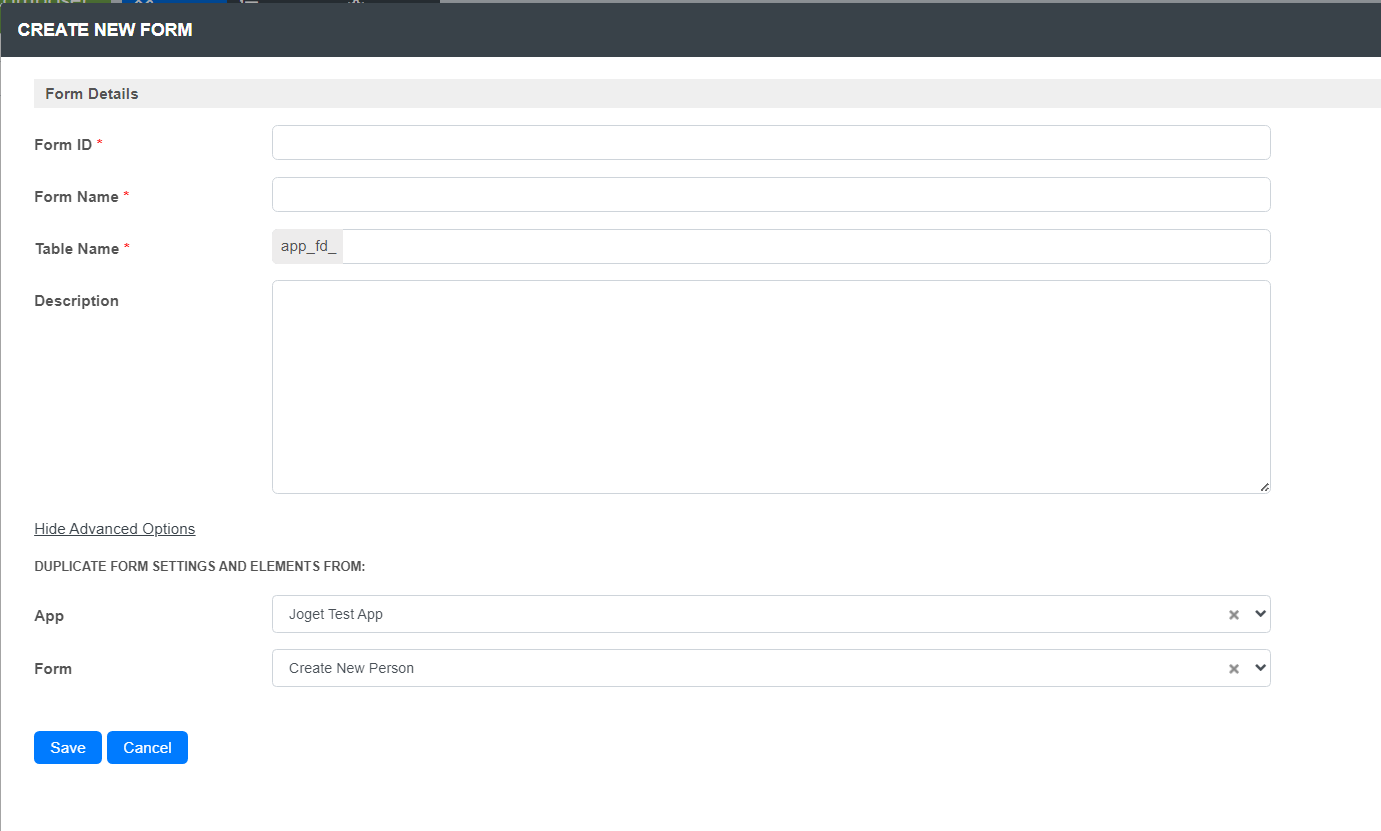 CREATE NEW FORM
Form Details
Form ID *
Form Name *
Table Name *
app_fd_
Description
Hide Advanced Options
DUPLICATE FORM SETTINGS AND ELEMENTS FROM:
App
Joget Test App
Form
Create New Person
Save Cancel